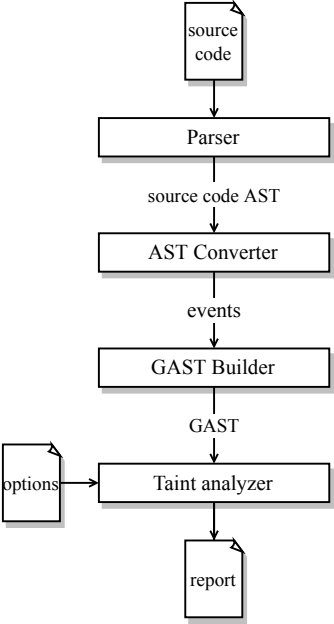 source
code
Parser
source code AST
AST Converter
events
GAST Builder
GAST
options
Taint analyzer
report